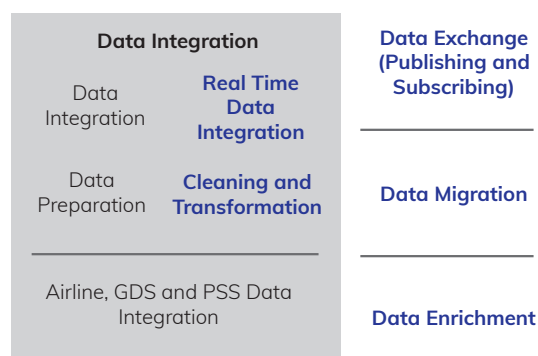 Data Integration
Data
Integration
Real Time
Data
Integration
Data
Preparation
Cleaning and
Transformation
Airline, GDS and PSS Data
Integration
Data Exchange
(Publishing and
Subscribing)
Data Migration
Data Enrichment